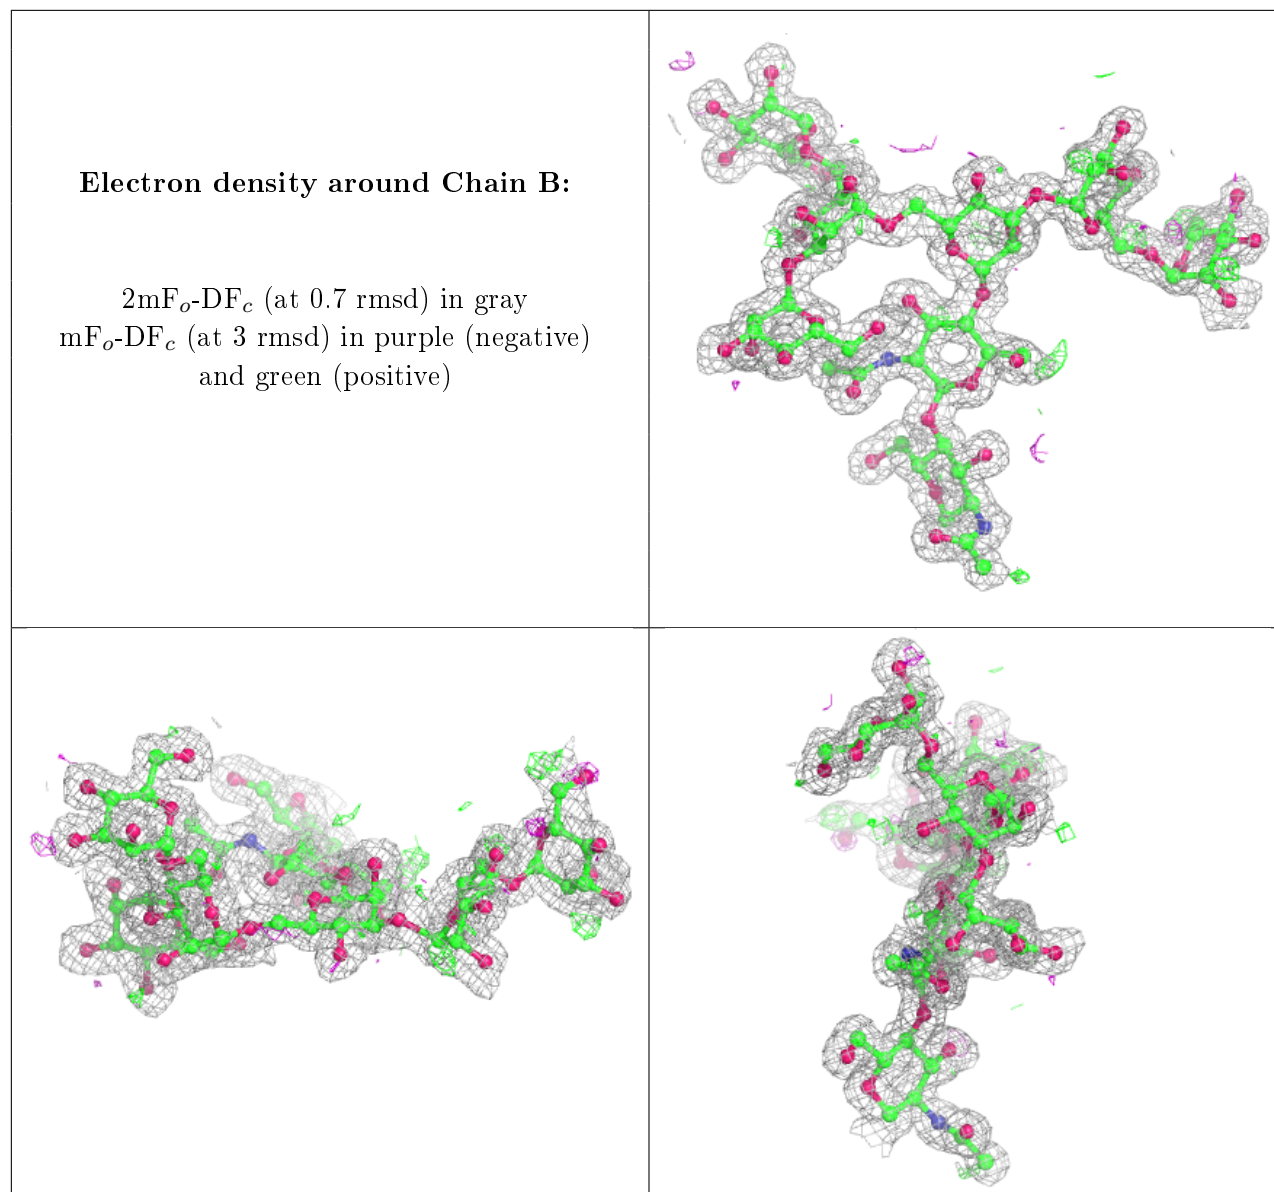 Electron density around Chain B:
2mFo-DFc (at 0.7 rmsd) in gray
mFo-DFc (at 3 rmsd) in purple (negative)
and green (positive)